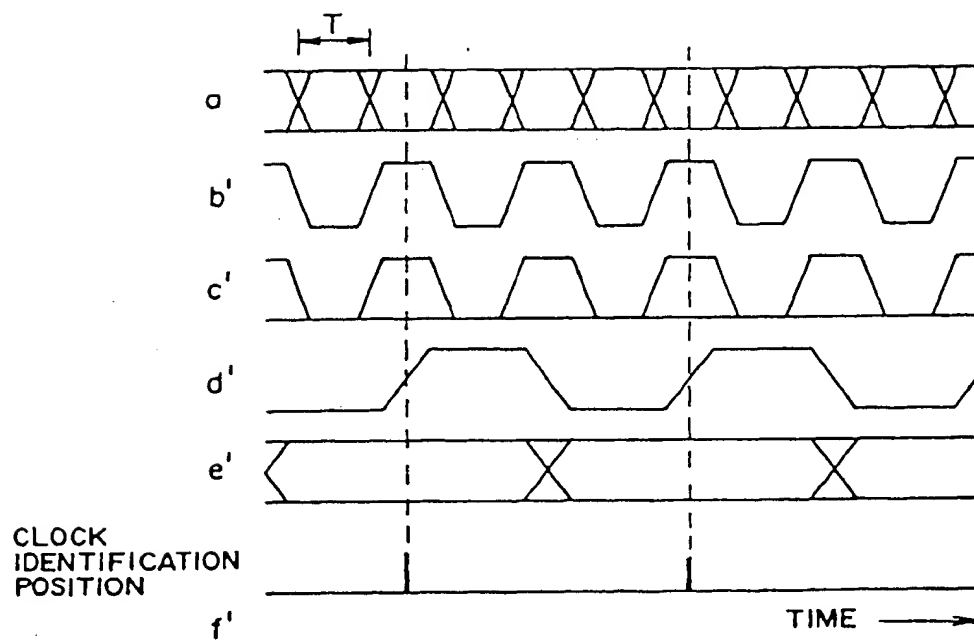 T
a
b'
c'
d'
e'
CLOCK
IDENTIFICATION
POSITION
f'
TIME